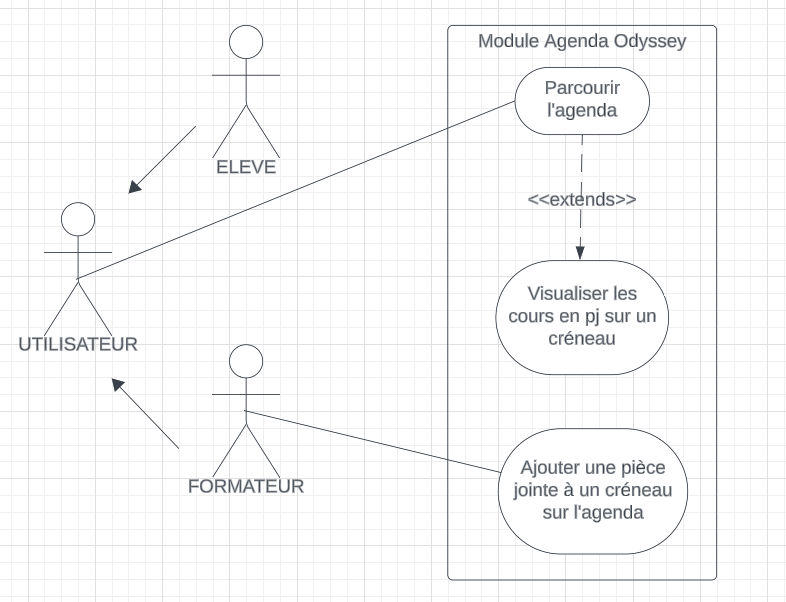 Module Agenda Odyssey
Parcourir
l'agenda
ELEVE
<<extends>>
Visualiser les
cours en pj sur un
créneau
UTILISATEUR
Ajouter une pièce
jointe à un créneau
sur l'agenda
FORMATEUR